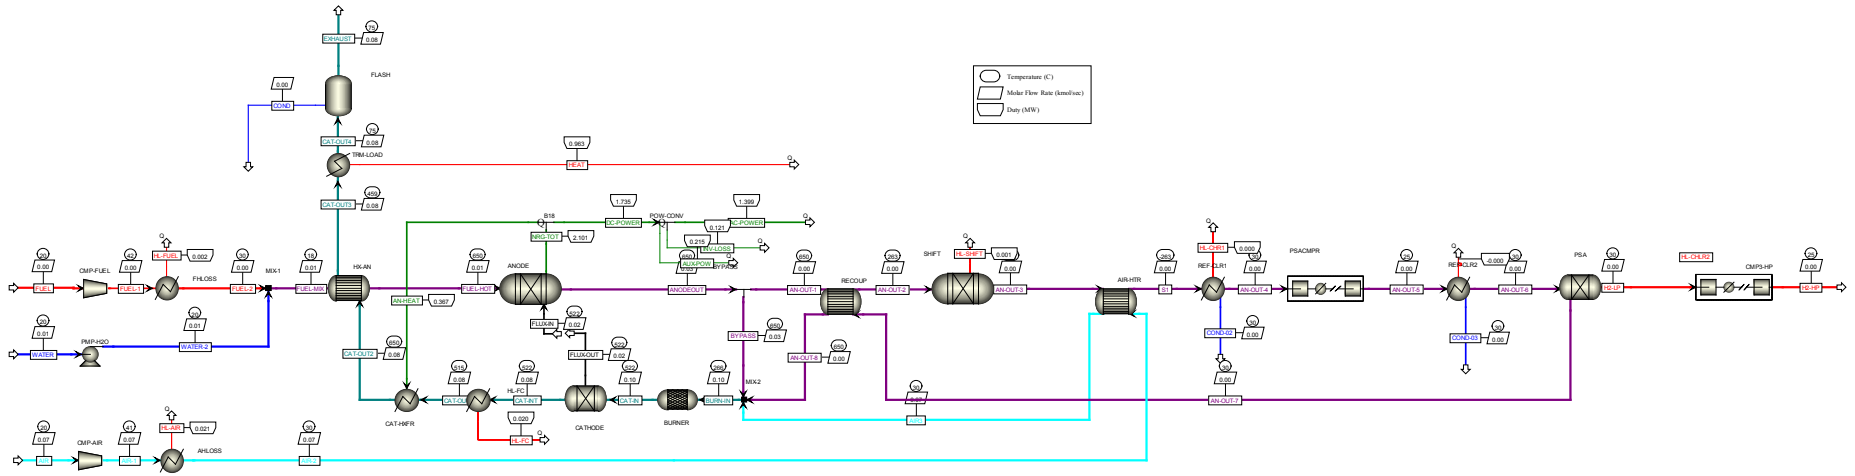 75
EXHAUST
0.08
FLASH
0.00
COND
Temperature (C)
Molar Flow Rate (kmol/sec)
Duty (MW)
75
CAT-OUT4
0.08
TRM-LOAD
0.963
HEAT
Q
459
CAT-OUT3
0.08
1.735
1.399
B18
DC-POWER
POW-CONV
AC-POWER
Q
Q
NRG-TOT
2.101
0.121
0.215
INV-LOSS
Q
AUX-POW
Q
20
0.00
FUEL
CMP-FUEL
42
0.00
FUEL-1
Q
HL-FUEL
0.002
FHLOSS
30
0.00
FUEL-2
MIX-1
18
0.01
FUEL-MIX
HX-AN
AN-HEAT
0.367
650
0.01
FUEL-HOT
ANODE
650
0.03
ANODEOUT
BYPASS
650
0.00
AN-OUT-1
RECOUP
263
0.00
AN-OUT-2
SHIFT
Q
HL-SHIFT
0.001
0.00
AN-OUT-3
AIR-HTR
263
0.00
S1
REF-CLR1
Q
HL-CHR1
0.000
30
0.00
AN-OUT-4
PSACMPR
25
0.00
AN-OUT-5
Q
-0.000
30
0.00
AN-OUT-6
PSA
30
0.00
H2-LP
HL-CHLR2
CMP3-HP
25
0.00
H2-HP
20
0.01
WATER
PMP-H2O
20
0.01
WATER-2
522
FLUX-IN
0.02
FLUX-OUT
522
0.02
BYPASS
650
0.03
COND-02
30
0.00
COND-03
30
0.00
CAT-OUT2
650
0.08
AN-OUT-8
650
0.00
CAT-HXFR
515
0.08
HL-FC
522
0.08
CAT-INT
522
0.10
CAT-IN
CATHODE
BURNER
266
0.10
BURN-IN
MIX-2
30
0.00
AN-OUT-7
30
0.020
HL-FC
Q
20
0.07
CMP-AIR
41
0.07
Q
HL-AIR
0.021
AHLOSS
30
0.07